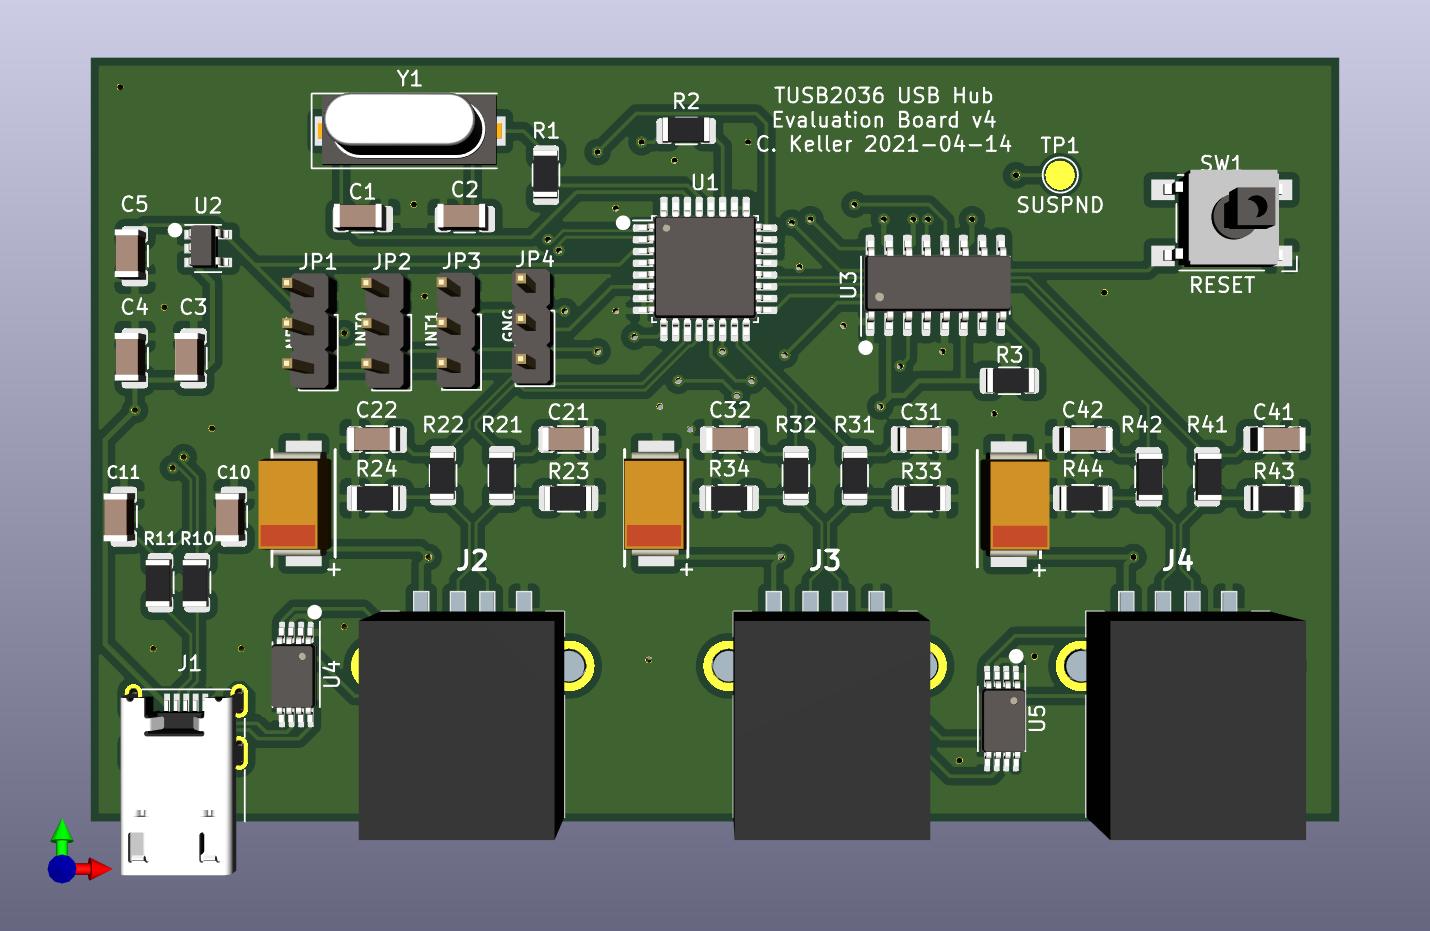 Y1
TUSB2036 USB Hub
Evaluation Board v4
C. Keller 2021-04-14
R2
R1
TP1
SUSPND
SW1
RESET
U1
C1
C2
C5
U2
JP1
JP2
JP3
JP4
INT0
INT1
GNG
U3
C4
C3
R3
C22
R22
R21
C21
C32
R32
R31
C31
C42
R42
R41
C41
C11
C10
R24
R23
R34
R33
R44
R43
R11
R10
+
J2
+
J3
+
J4
J1
U4
U5